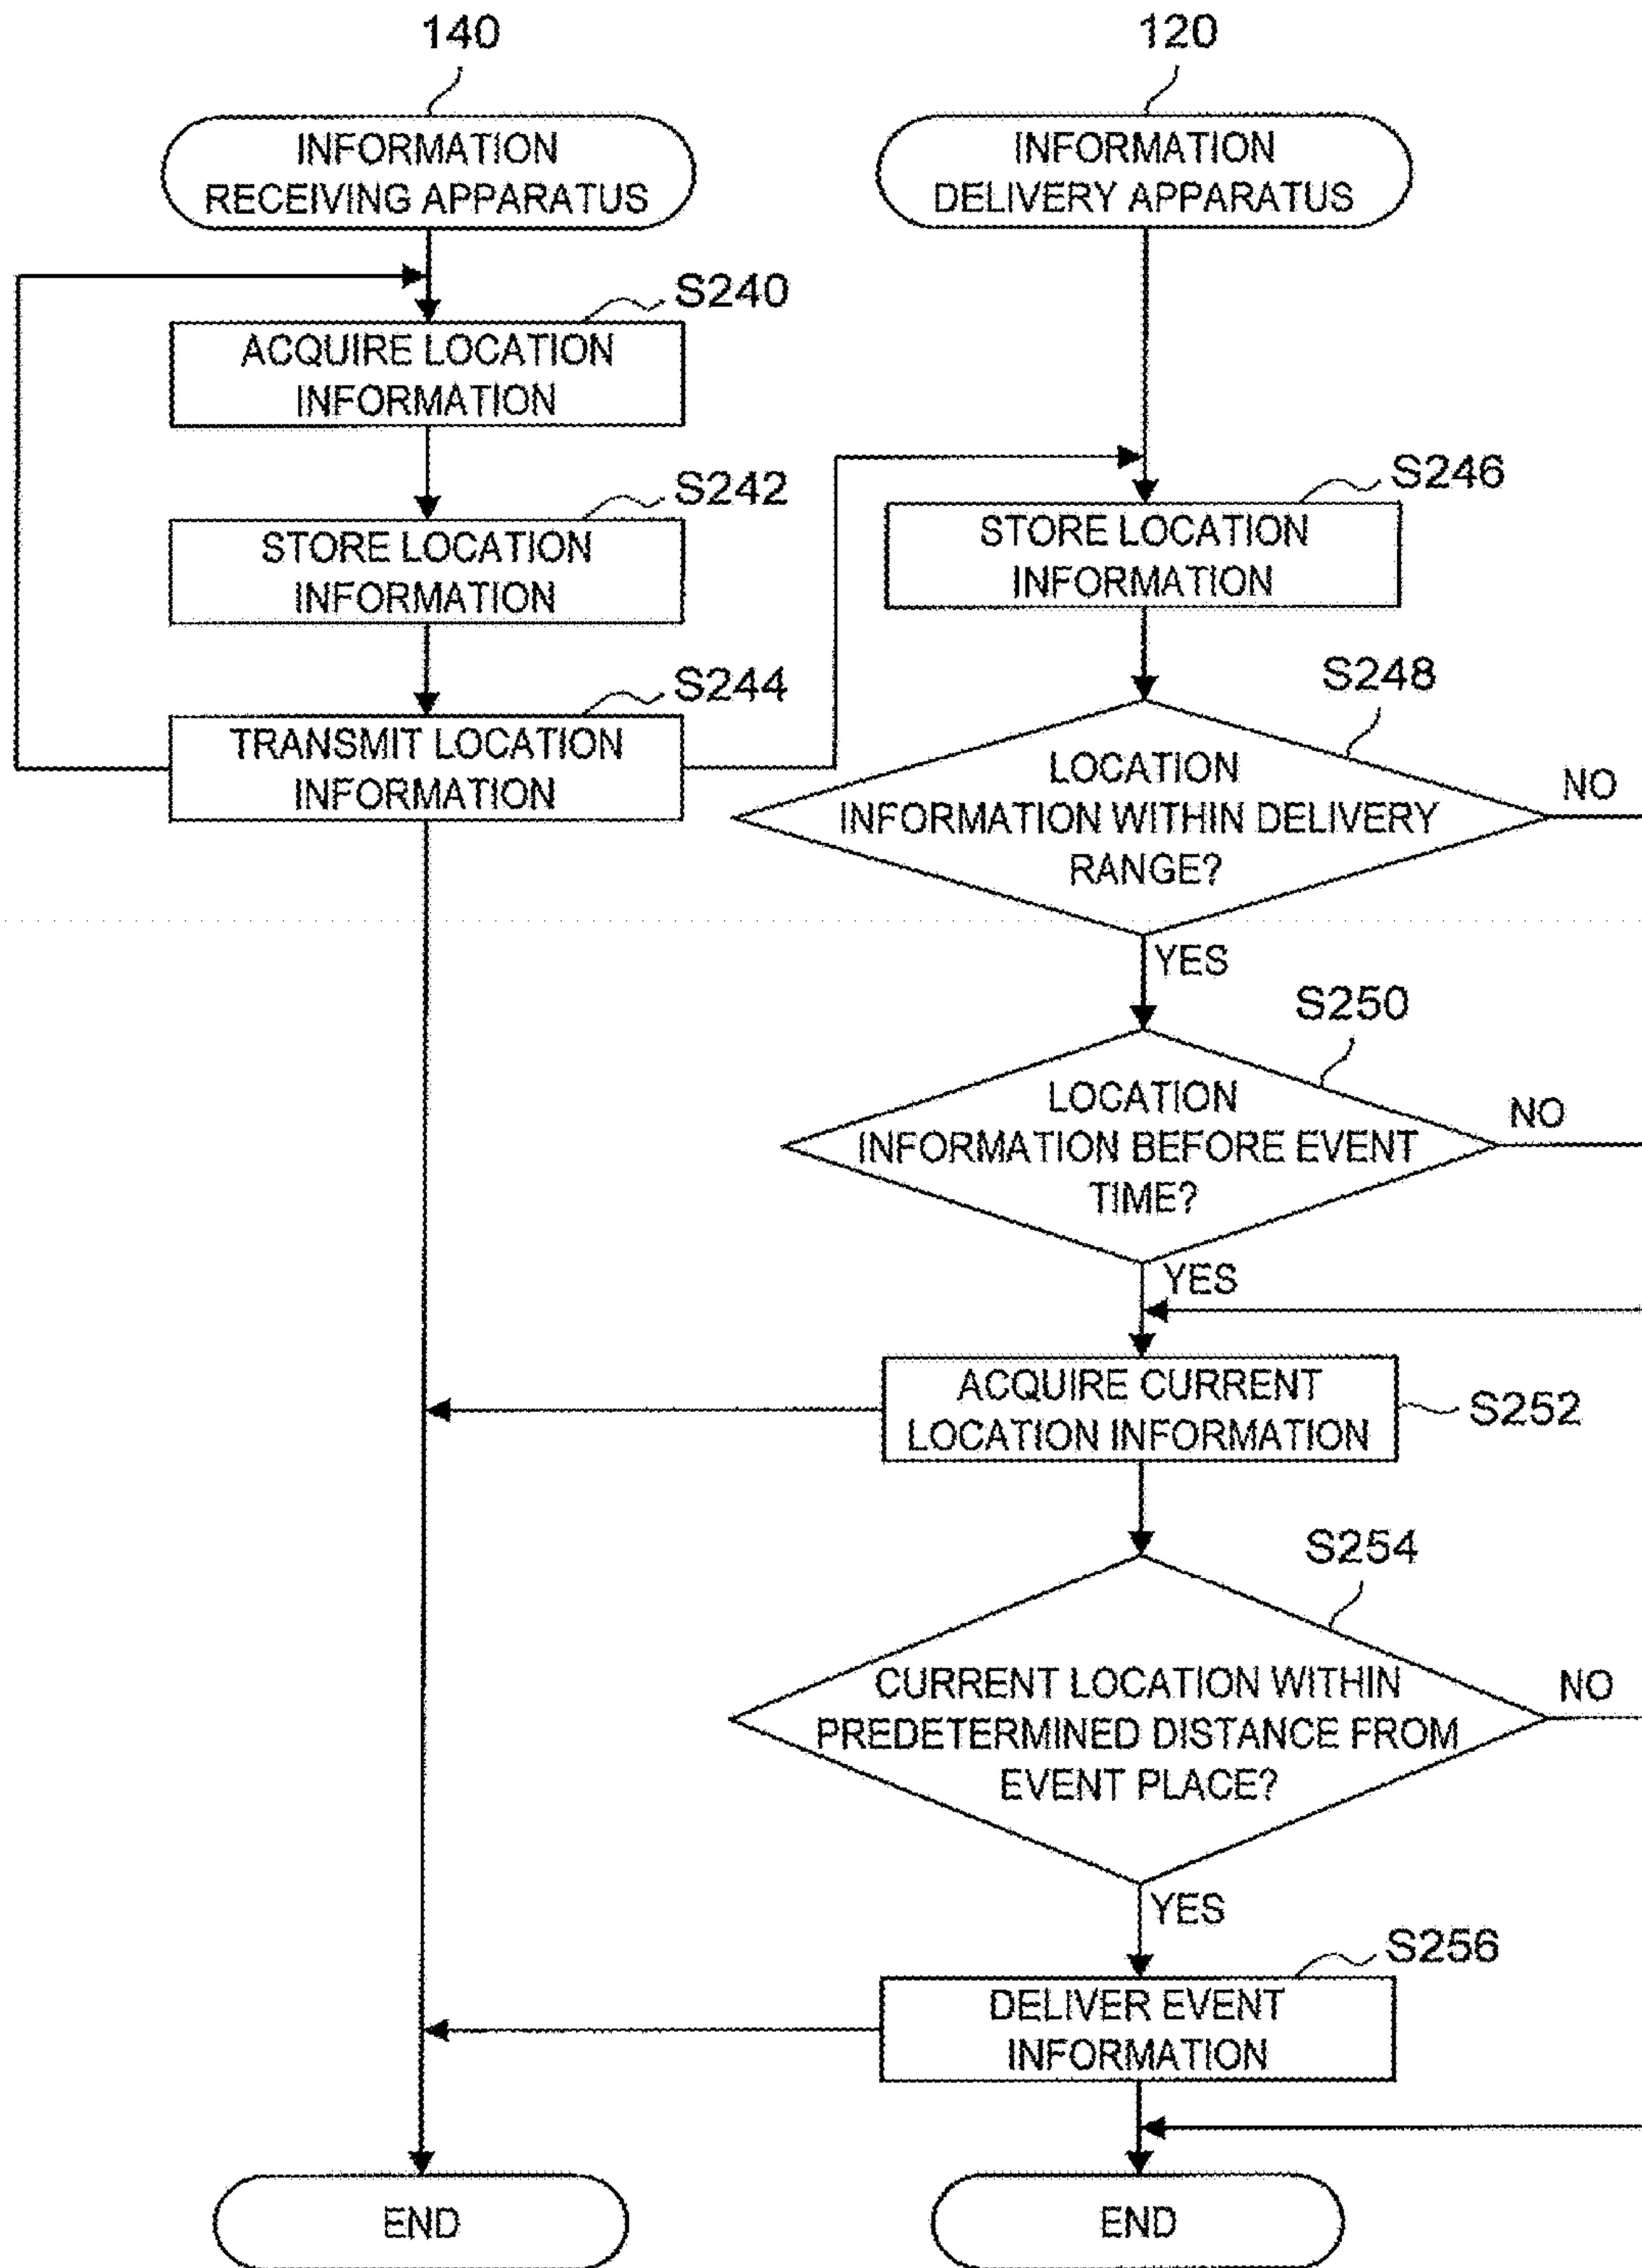 140
INFORMATION
RECEIVING APPARATUS
120
INFORMATION
DELIVERY APPARATUS
S240
ACQUIRE LOCATION
INFORMATION
S242
STORE LOCATION
INFORMATION
S244
TRANSMIT LOCATION
INFORMATION
S246
STORE LOCATION
INFORMATION
S248
LOCATION
INFORMATION WITHIN DELIVERY
RANGE?
NO
YES
S250
LOCATION
INFORMATION BEFORE EVENT
TIME?
NO
YES
ACQUIRE CURRENT
LOCATION INFORMATION
S252
S254
CURRENT LOCATION WITHIN
PREDETERMINED DISTANCE FROM
EVENT PLACE?
NO
YES
S256
DELIVER EVENT
INFORMATION
END
END